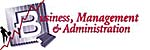 Business, Management
& Administration